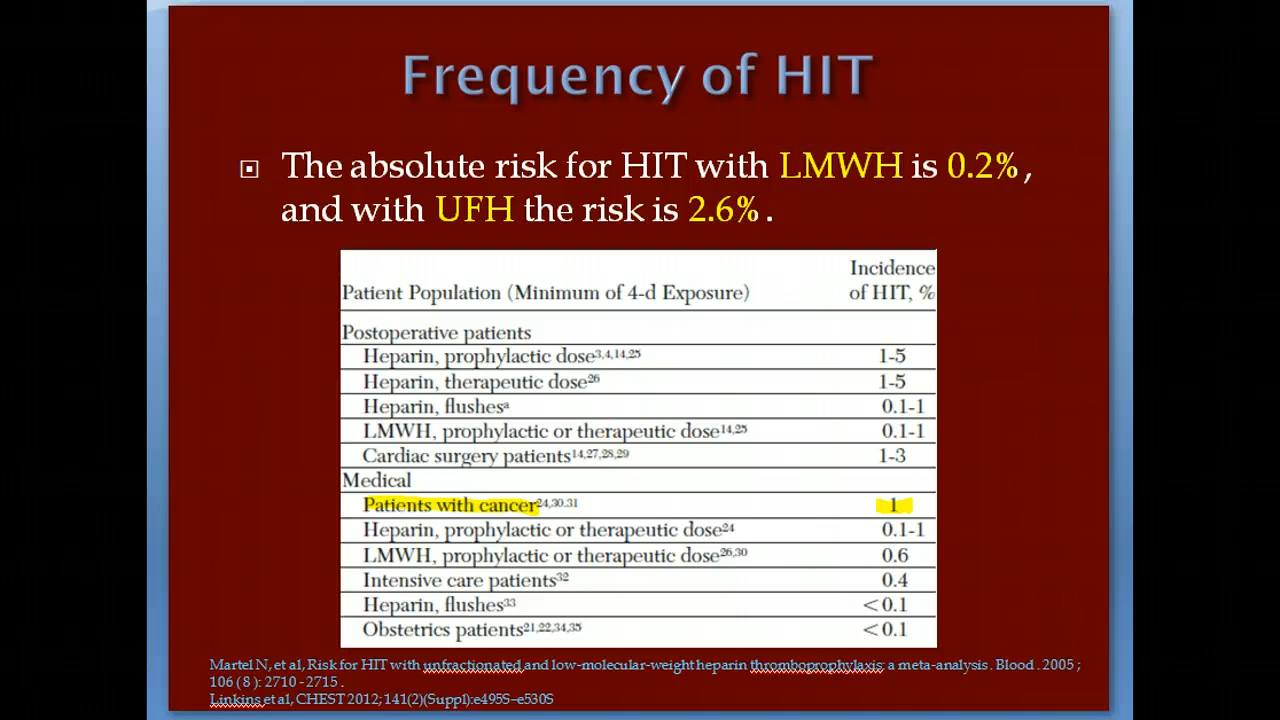 Frequency of HIT
The absolute risk for HIT with LMWH is 0.2%,
and with UFH the risk is 2.6%.
Incidence
Patient Population (Minimum of 4-d Exposure) of HIT, %
Postoperative patients
Heparin, prophylactic dose3,4,14,25 1-5
Heparin, therapeutic dose26 1-5
Heparin, flushesa 0.1-1
LMWH, prophylactic or therapeutic dose14,25 0.1-1
Cardiac surgery patients14,27,28,29 1-3
Medical
Patients with cancer24,30.31 1
Heparin, prophylactic or therapeutic dose24 0.1-1
LMWH, prophylactic or therapeutic dose26,30 0.6
Intensive care patients32 0.4
Heparin, flushes33 <0.1
Obstetrics patients21,22,34,35 <0.1
Martel N, et al, Risk for HIT with unfractionated and low-molecular-weight heparin thromboprophylaxis: a meta-analysis. Blood. 2005;
106 (8): 2710-2715.
Linkins et al, CHEST 2012; 141(2)(Suppl):e495S–e530S